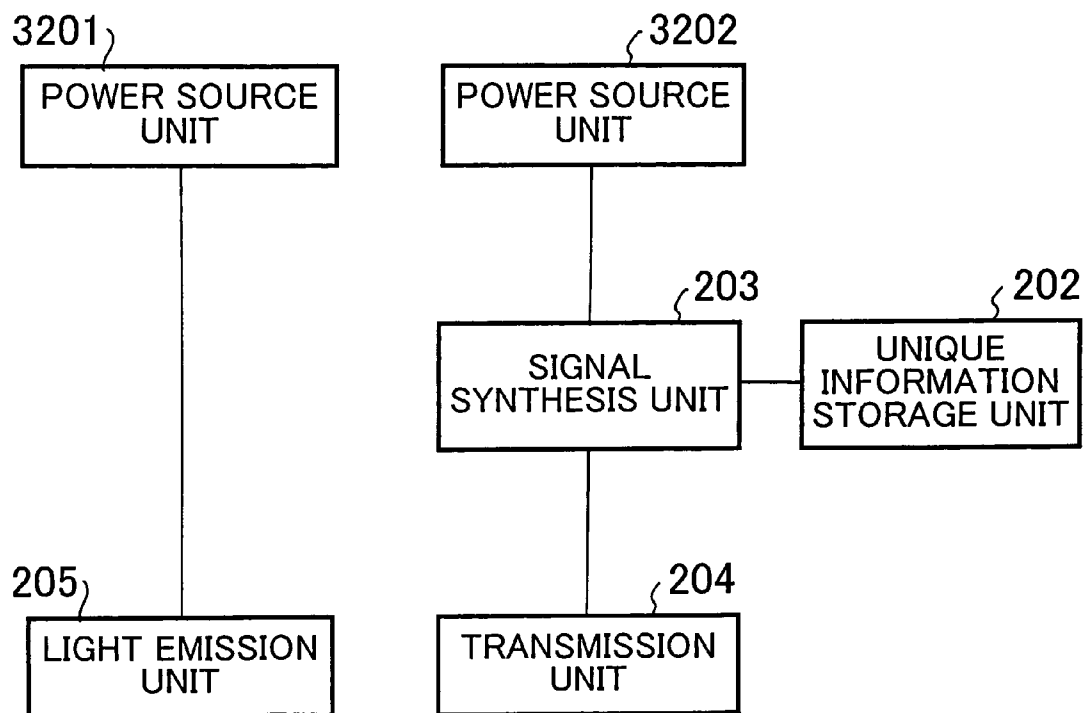 3201
3202
POWER SOURCE
UNIT
POWER SOURCE
UNIT
203
202
SIGNAL
SYNTHESIS UNIT
UNIQUE
INFORMATION
STORAGE UNIT
205
204
LIGHT EMISSION
UNIT
TRANSMISSION
UNIT